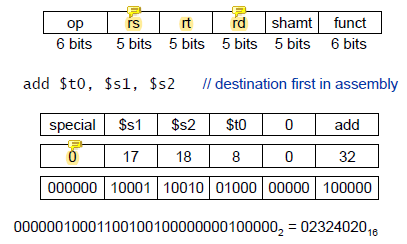 op rs rt rd shamt funct
6 bits 5 bits 5 bits 5 bits 5 bits 6 bits
add $t0, $s1, $s2 // destination first in assembly
special $s1 $s2 $t0 0 add
0 17 18 8 0 32
000000 10001 10010 01000 00000 100000
00000010001100100100000000100000₂ = 02324020₁₆